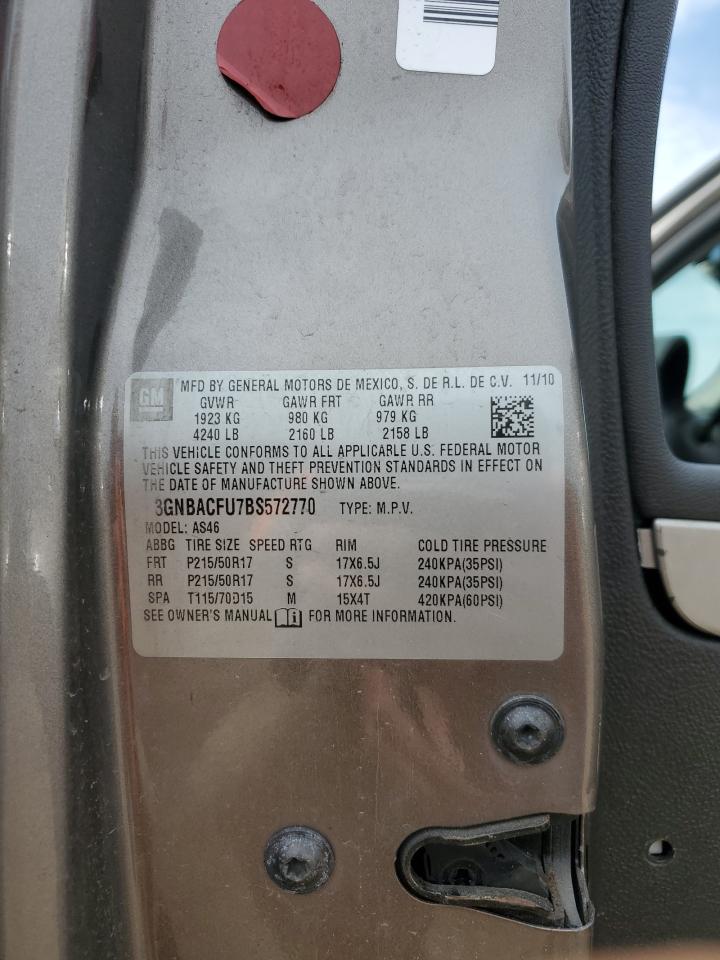 GM MFD BY GENERAL MOTORS DE MEXICO, S. DE R.L. DE C.V. 11/10
GVWR GAWR FRT GAWR RR
1923 KG 980 KG 979 KG
4240 LB 2160 LB 2158 LB
THIS VEHICLE CONFORMS TO ALL APPLICABLE U.S. FEDERAL MOTOR
VEHICLE SAFETY AND THEFT PREVENTION STANDARDS IN EFFECT ON
THE DATE OF MANUFACTURE SHOWN ABOVE.
3GNBACFU7BS572770 TYPE: M.P.V.
MODEL: AS46
ABBG TIRE SIZE SPEED RTG RIM COLD TIRE PRESSURE
FRT P215/50R17 S 17X6.5J 240KPA(35PSI)
RR P215/50R17 S 17X6.5J 240KPA(35PSI)
SPA T115/70D15 M 15X4T 420KPA(60PSI)
SEE OWNER'S MANUAL i FOR MORE INFORMATION.